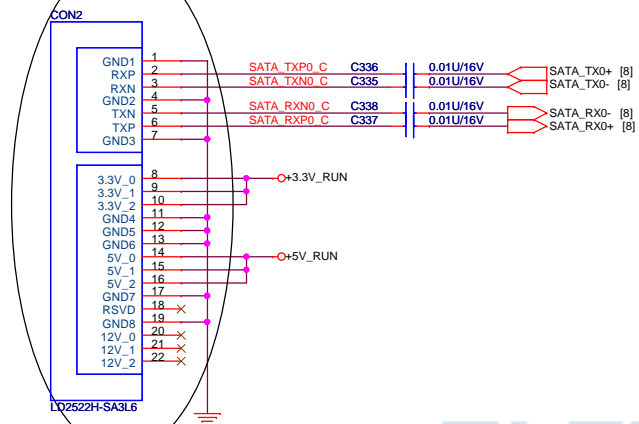 CON2
GND1 1
RXP 2 SATA_TXP0_C C336 0.01U/16V SATA_TX0+ [8]
RXN 3 SATA_TXN0_C C335 0.01U/16V SATA_TX0- [8]
GND2 4
TXN 5 SATA_RXN0_C C338 0.01U/16V SATA_RX0- [8]
TXP 6 SATA_RXP0_C C337 0.01U/16V SATA_RX0+ [8]
GND3 7
3.3V_0 8 +3.3V_RUN
3.3V_1 9
3.3V_2 10
GND4 11
GND5 12
GND6 13
5V_0 14 +5V_RUN
5V_1 15
5V_2 16
GND7 17
RSVD 18
GND8 19
12V_0 20
12V_1 21
12V_2 22
LD2522H-SA3L6